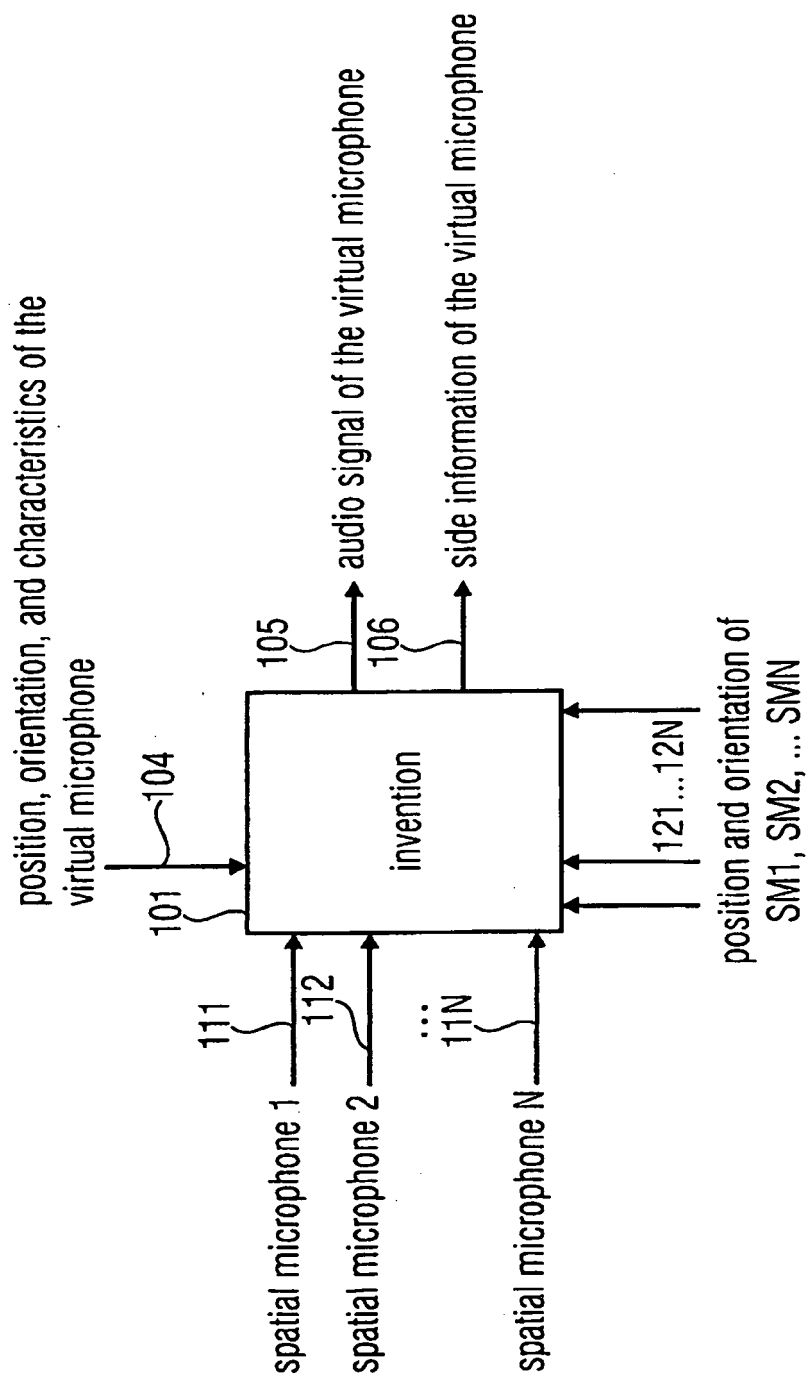 position, orientation, and characteristics of the
virtual microphone
104
101
spatial microphone 1
111
spatial microphone 2
112
...
11N
spatial microphone N
invention
105
audio signal of the virtual microphone
106
side information of the virtual microphone
121...12N
position and orientation of
SM1, SM2, ... SMN